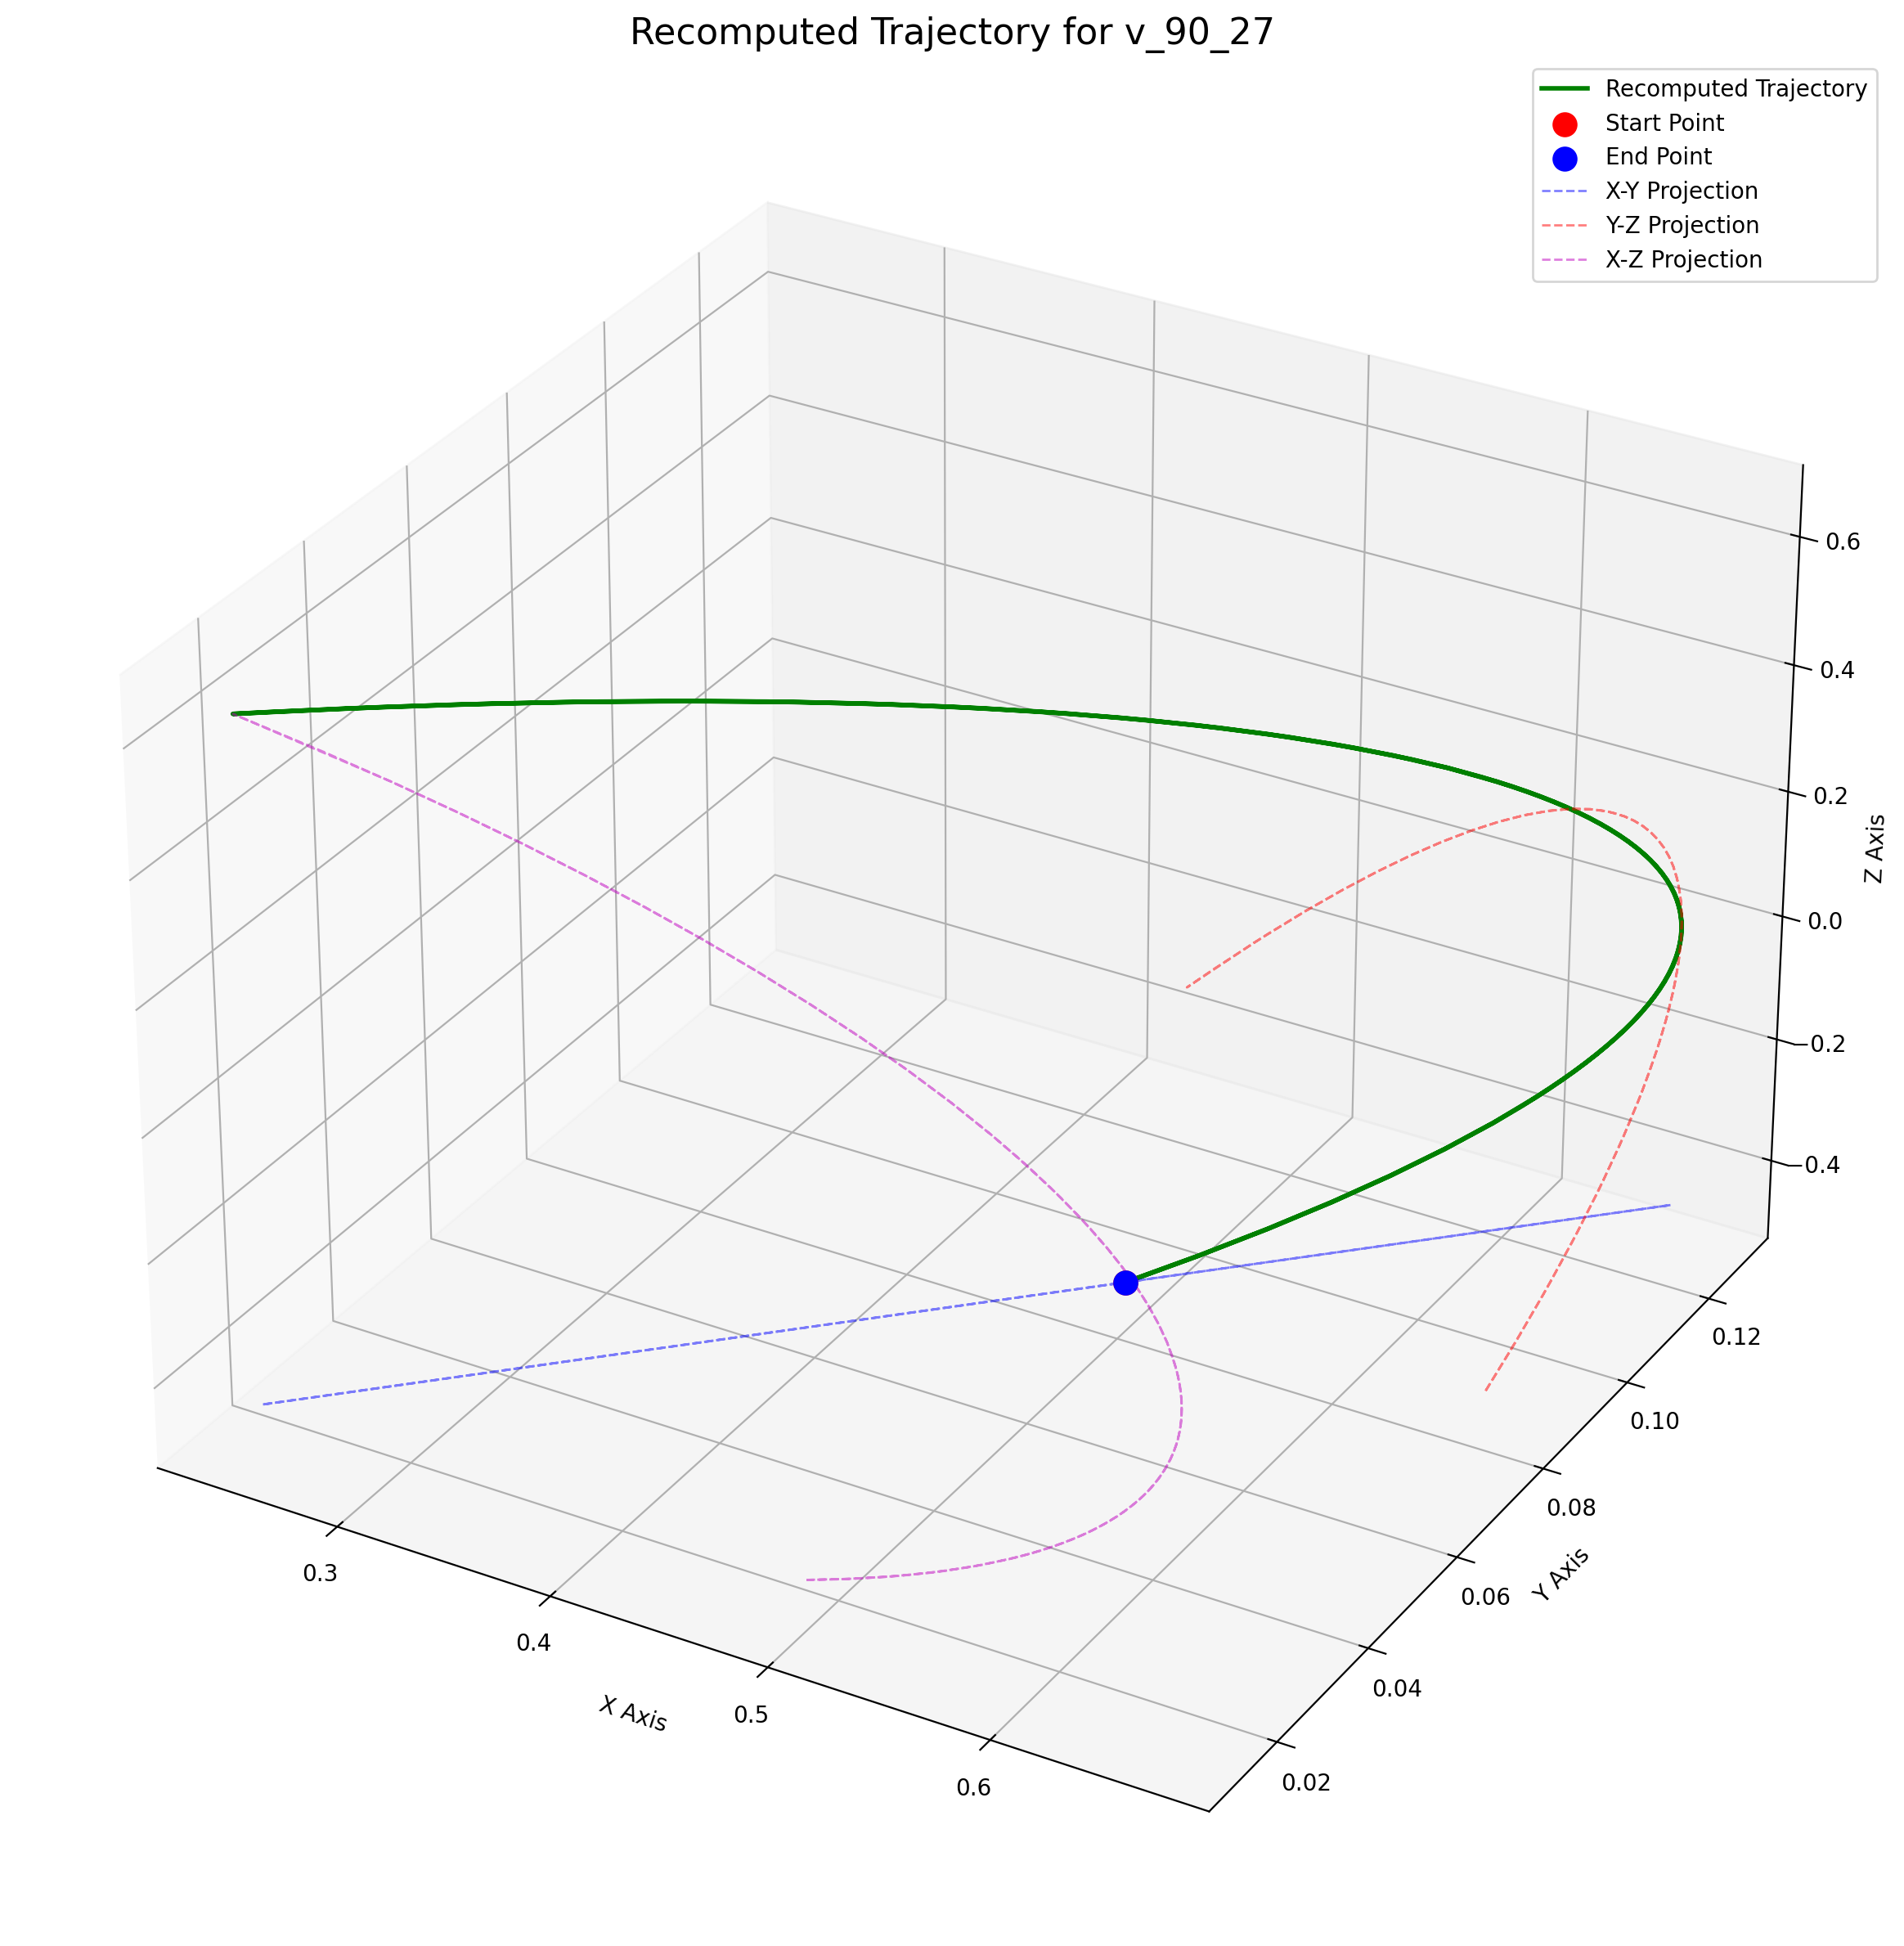 Recomputed Trajectory for v_90_27
Recomputed Trajectory
Start Point
End Point
X-Y Projection
Y-Z Projection
X-Z Projection
0.6
0.4
0.2
0.0
−0.2
−0.4
Z Axis
0.12
0.10
0.08
0.06
0.04
0.02
Y Axis
0.3
0.4
0.5
0.6
X Axis